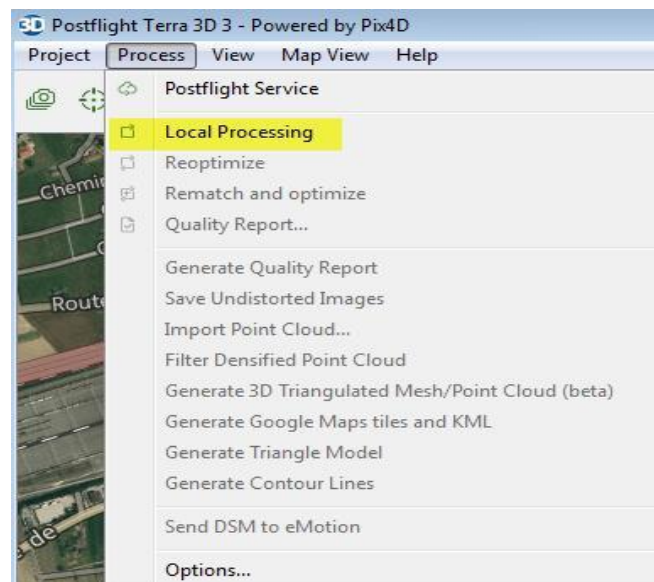 3D Postflight Terra 3D 3 - Powered by Pix4D
Project Process View Map View Help
Postflight Service
Local Processing
Reoptimize
Rematch and optimize
Quality Report...
Generate Quality Report
Save Undistorted Images
Import Point Cloud...
Filter Densified Point Cloud
Generate 3D Triangulated Mesh/Point Cloud (beta)
Generate Google Maps tiles and KML
Generate Triangle Model
Generate Contour Lines
Send DSM to eMotion
Options...
Route
de